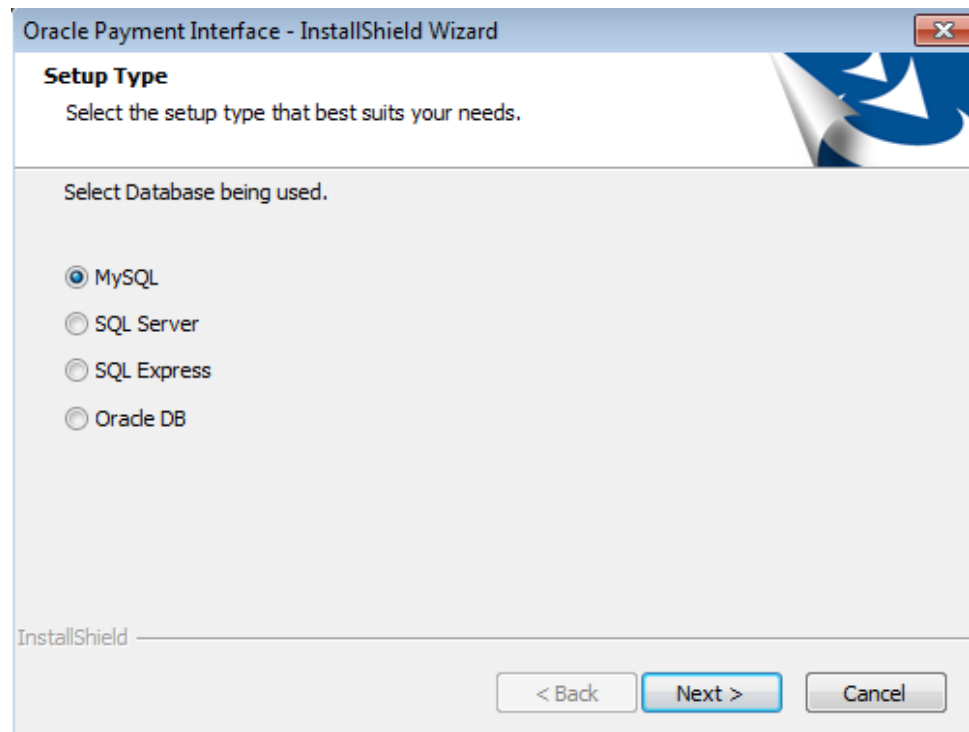 Oracle Payment Interface - InstallShield Wizard
Setup Type
Select the setup type that best suits your needs.
Select Database being used.
MySQL
SQL Server
SQL Express
Oracle DB
InstallShield
< Back
Next >
Cancel